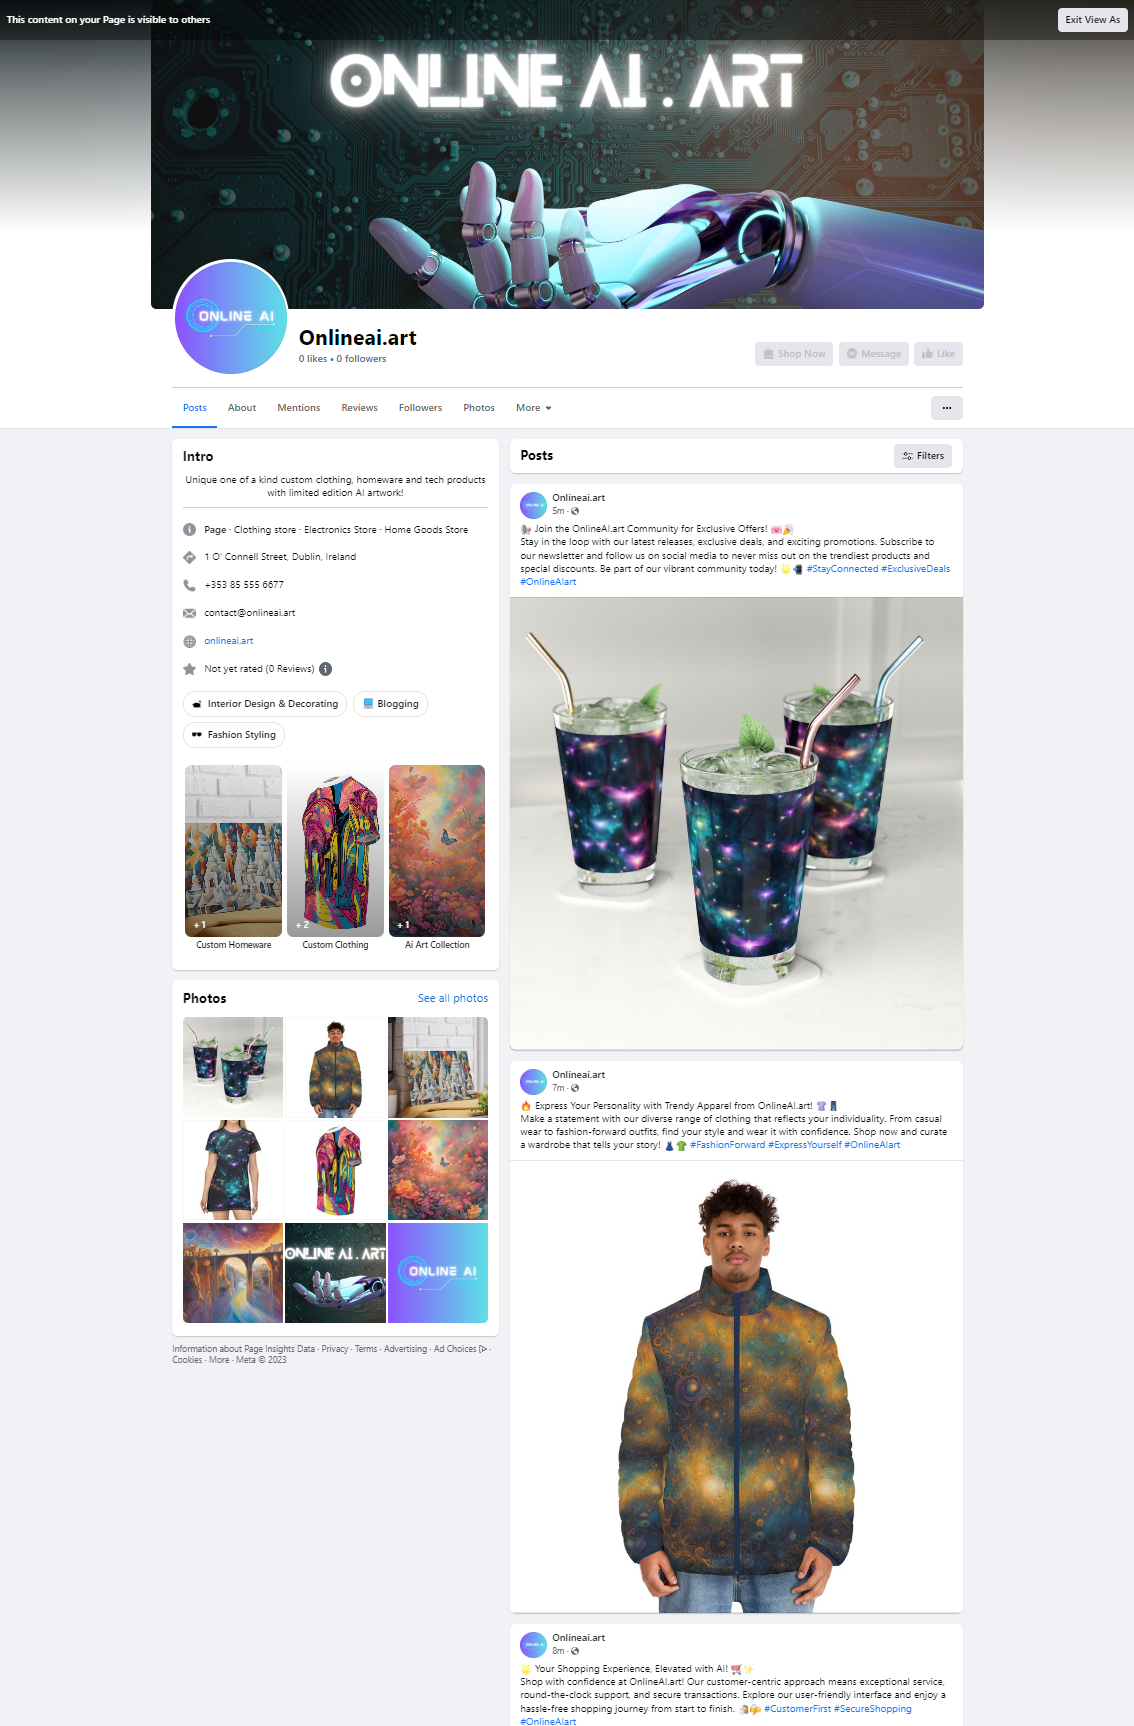 This content on your Page is visible to others
Exit View As
ONLINE AI . ART
ONLINE AI
Onlineai.art
0 likes • 0 followers
Shop Now
Message
Like
Posts
About
Mentions
Reviews
Followers
Photos
More
Intro
Unique one of a kind custom clothing, homeware and tech products
with limited edition AI artwork!
Page · Clothing store · Electronics Store · Home Goods Store
1 O' Connell Street, Dublin, Ireland
+353 85 555 6677
contact@onlineai.art
onlineai.art
Not yet rated (0 Reviews)
Interior Design & Decorating
Blogging
Fashion Styling
+1
+2
+1
Custom Homeware
Custom Clothing
Ai Art Collection
Photos
See all photos
ONLINE AI . ART
ONLINE AI
Information about Page Insights Data · Privacy · Terms · Advertising · Ad Choices ·
Cookies · More · Meta © 2023
Posts
Filters
Onlineai.art
5m ·
Join the OnlineAI.art Community for Exclusive Offers!
Stay in the loop with our latest releases, exclusive deals, and exciting promotions. Subscribe to
our newsletter and follow us on social media to never miss out on the trendiest products and
special discounts. Be part of our vibrant community today! #StayConnected #ExclusiveDeals
#OnlineAIart
Onlineai.art
7m ·
Express Your Personality with Trendy Apparel from OnlineAI.art!
Make a statement with our diverse range of clothing that reflects your individuality. From casual
wear to fashion-forward outfits, find your style and wear it with confidence. Shop now and curate
a wardrobe that tells your story! #FashionForward #ExpressYourself #OnlineAIart
Onlineai.art
8m ·
Your Shopping Experience, Elevated with AI!
Shop with confidence at OnlineAI.art! Our customer-centric approach means exceptional service,
round-the-clock support, and secure transactions. Explore our user-friendly interface and enjoy a
hassle-free shopping journey from start to finish. #CustomerFirst #SecureShopping
#OnlineAIart